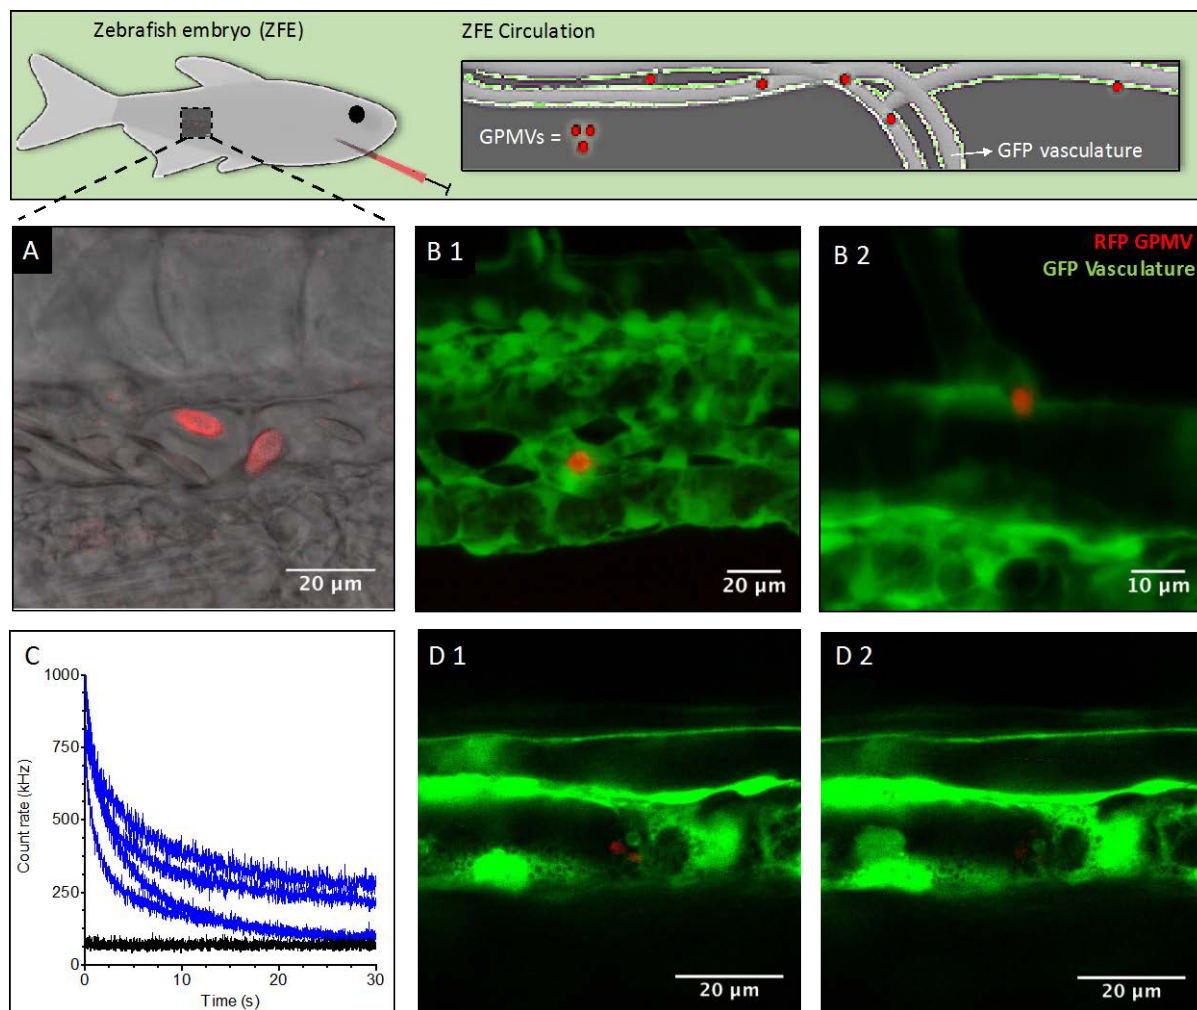 Zebrafish embryo (ZFE)
ZFE Circulation
GPMVs =
GFP vasculature
A
20 µm
B 1
20 µm
B 2
RFP GPMV
GFP Vasculature
10 µm
C
1000
750
500
250
0
Count rate (kHz)
0
10
20
30
Time (s)
D 1
20 µm
D 2
20 µm